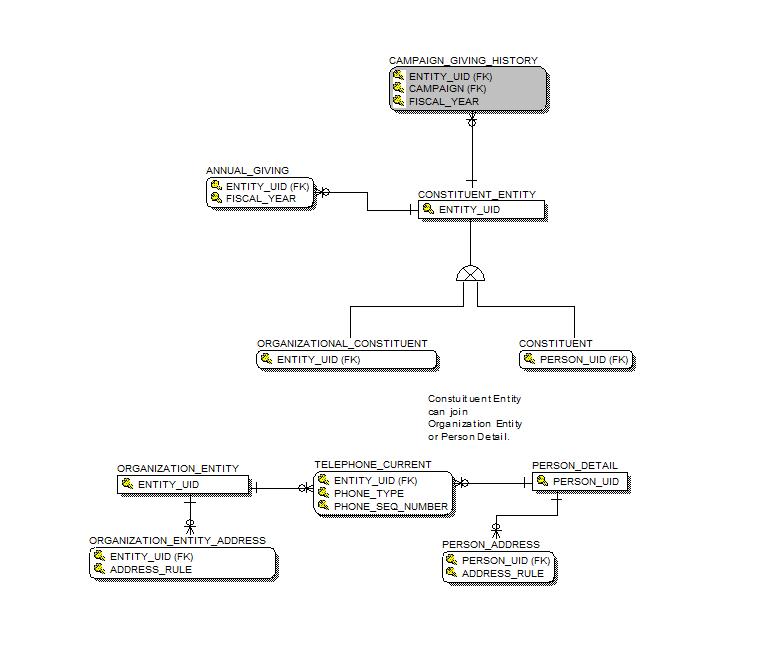 CAMPAIGN_GIVING_HISTORY
ENTITY_UID (FK)
CAMPAIGN (FK)
FISCAL_YEAR
ANNUAL_GIVING
ENTITY_UID (FK)
FISCAL_YEAR
CONSTITUENT_ENTITY
ENTITY_UID
ORGANIZATIONAL_CONSTITUENT
ENTITY_UID (FK)
CONSTITUENT
PERSON_UID (FK)
Constuituent Entity
can join
Organization Entity
or Person Detail.
ORGANIZATION_ENTITY
ENTITY_UID
TELEPHONE_CURRENT
ENTITY_UID (FK)
PHONE_TYPE
PHONE_SEQ_NUMBER
PERSON_DETAIL
PERSON_UID
ORGANIZATION_ENTITY_ADDRESS
ENTITY_UID (FK)
ADDRESS_RULE
PERSON_ADDRESS
PERSON_UID (FK)
ADDRESS_RULE